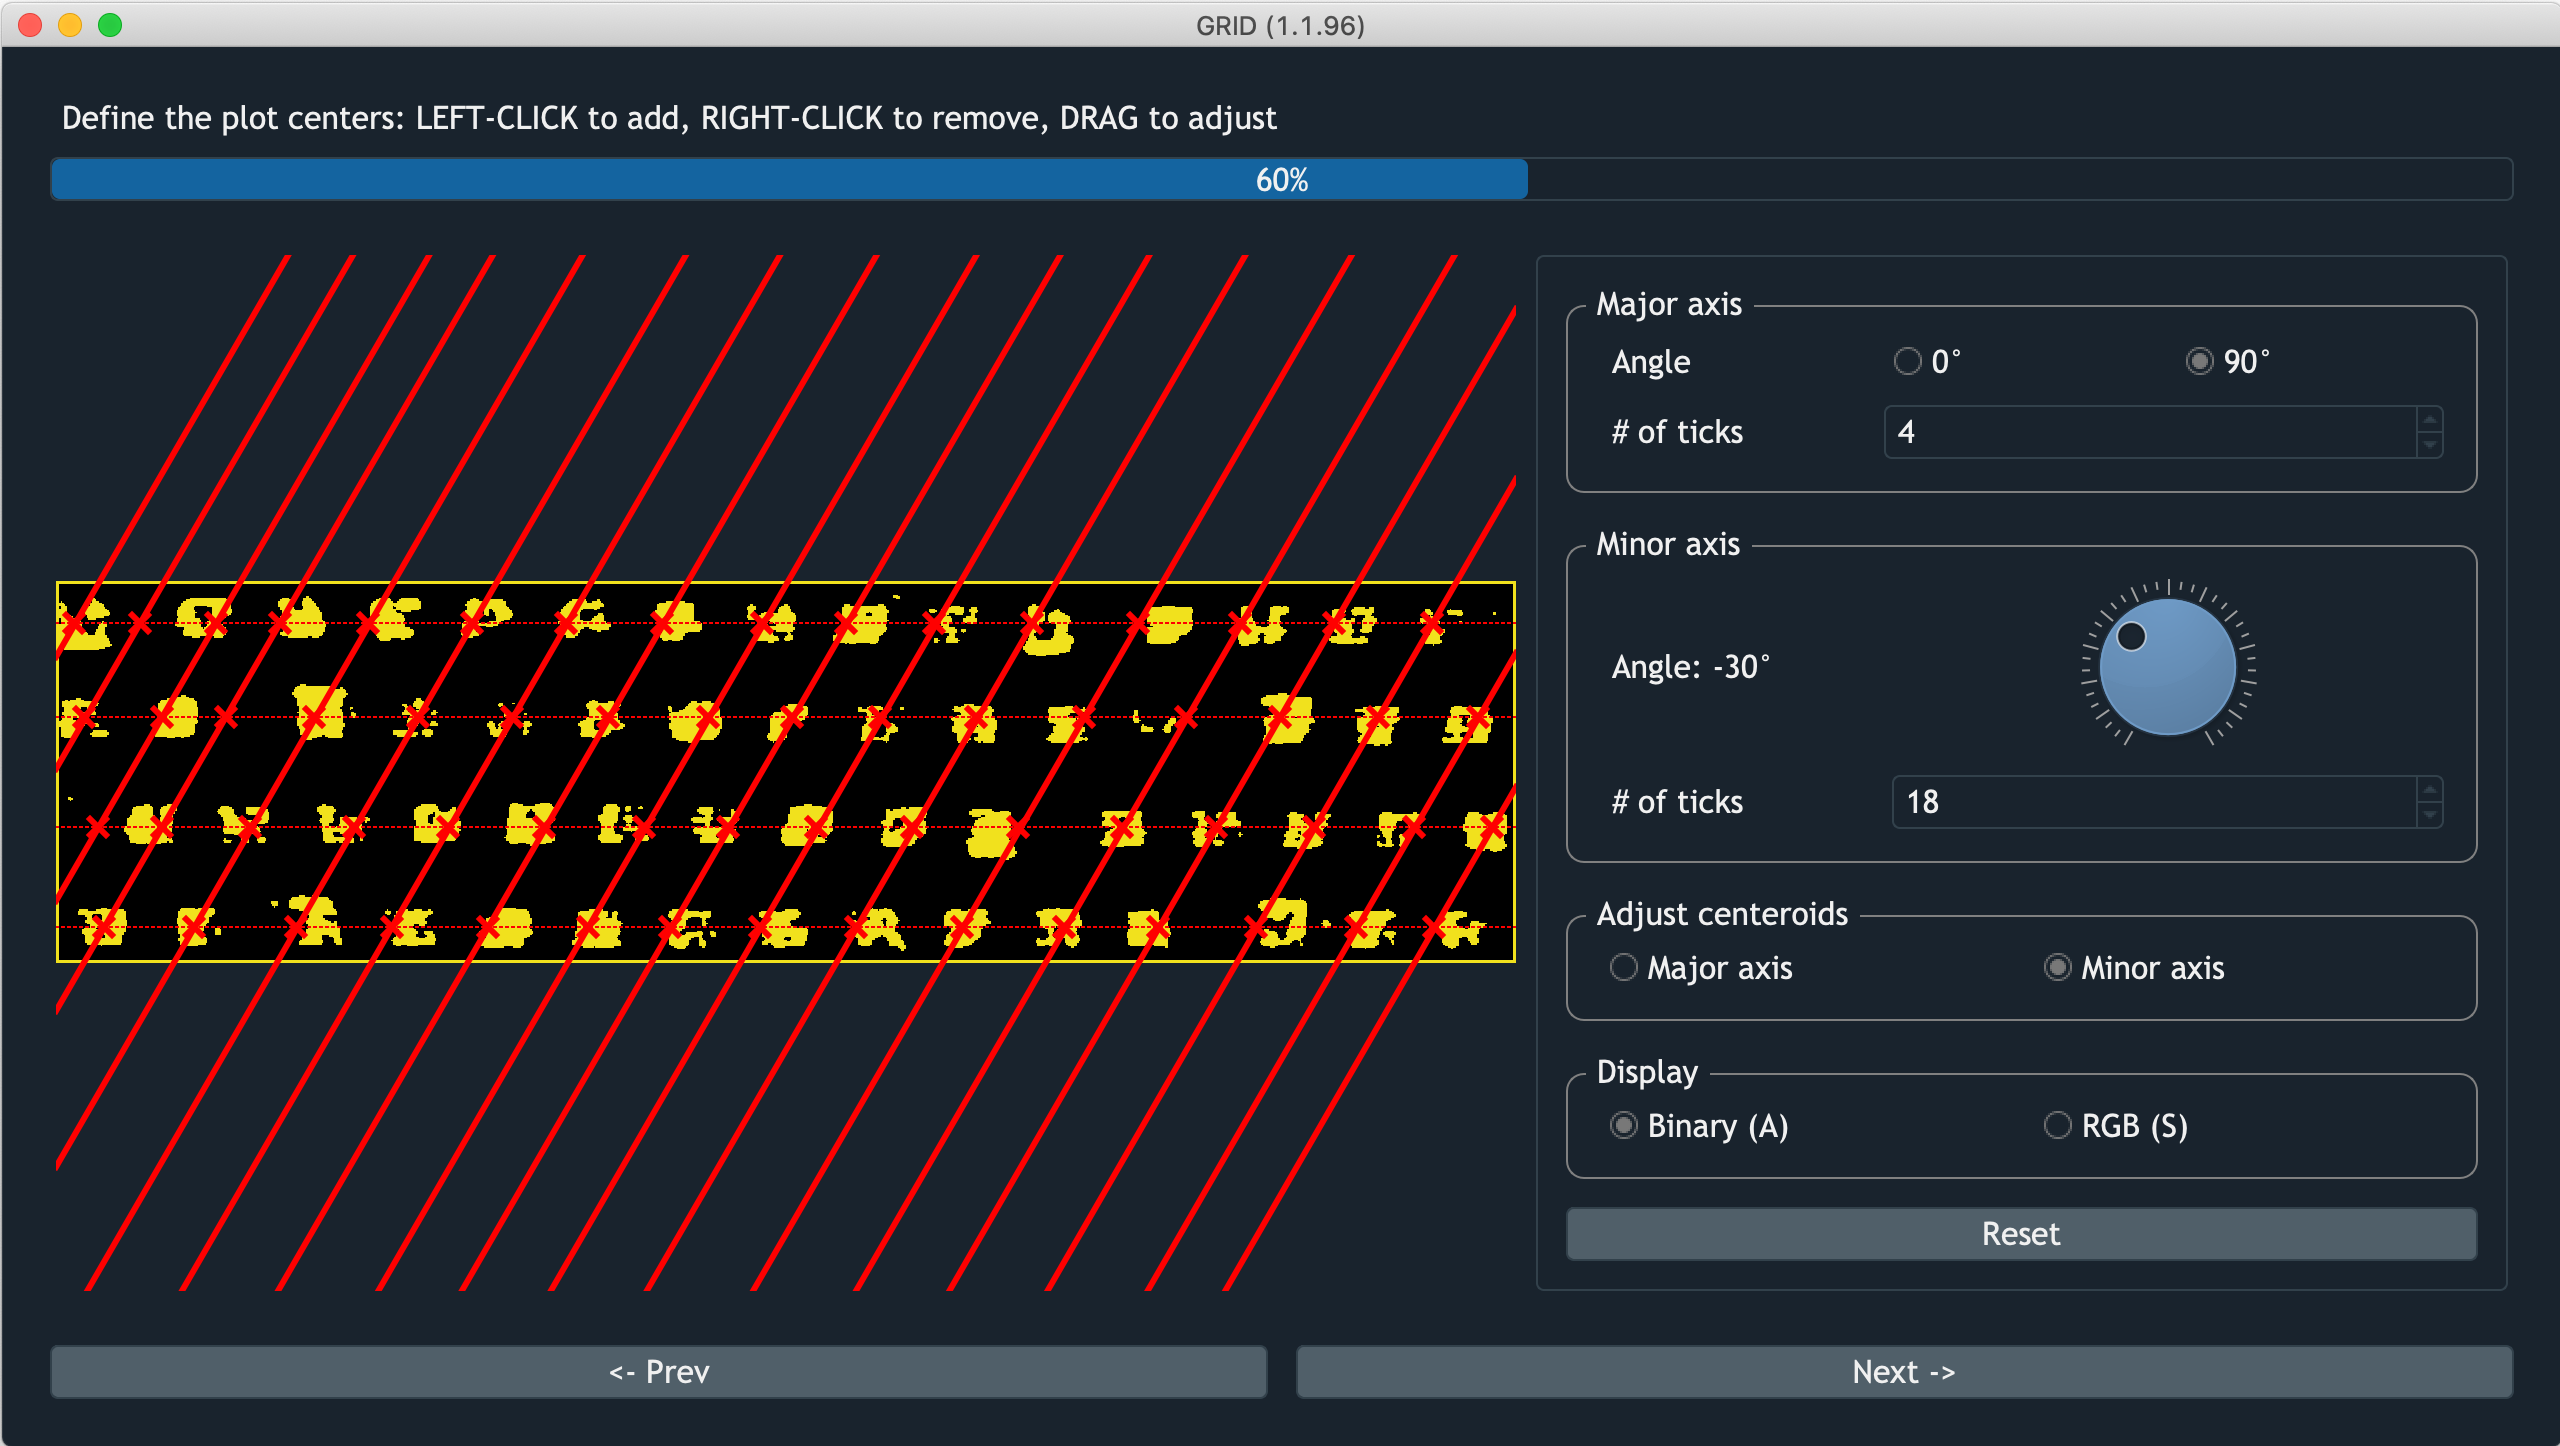 GRID (1.1.96)
Define the plot centers: LEFT-CLICK to add, RIGHT-CLICK to remove, DRAG to adjust
60%
Major axis
Angle 0° 90°
# of ticks 4
Minor axis
Angle: -30°
# of ticks 18
Adjust centeroids
Major axis Minor axis
Display
Binary (A) RGB (S)
Reset
<- Prev Next ->